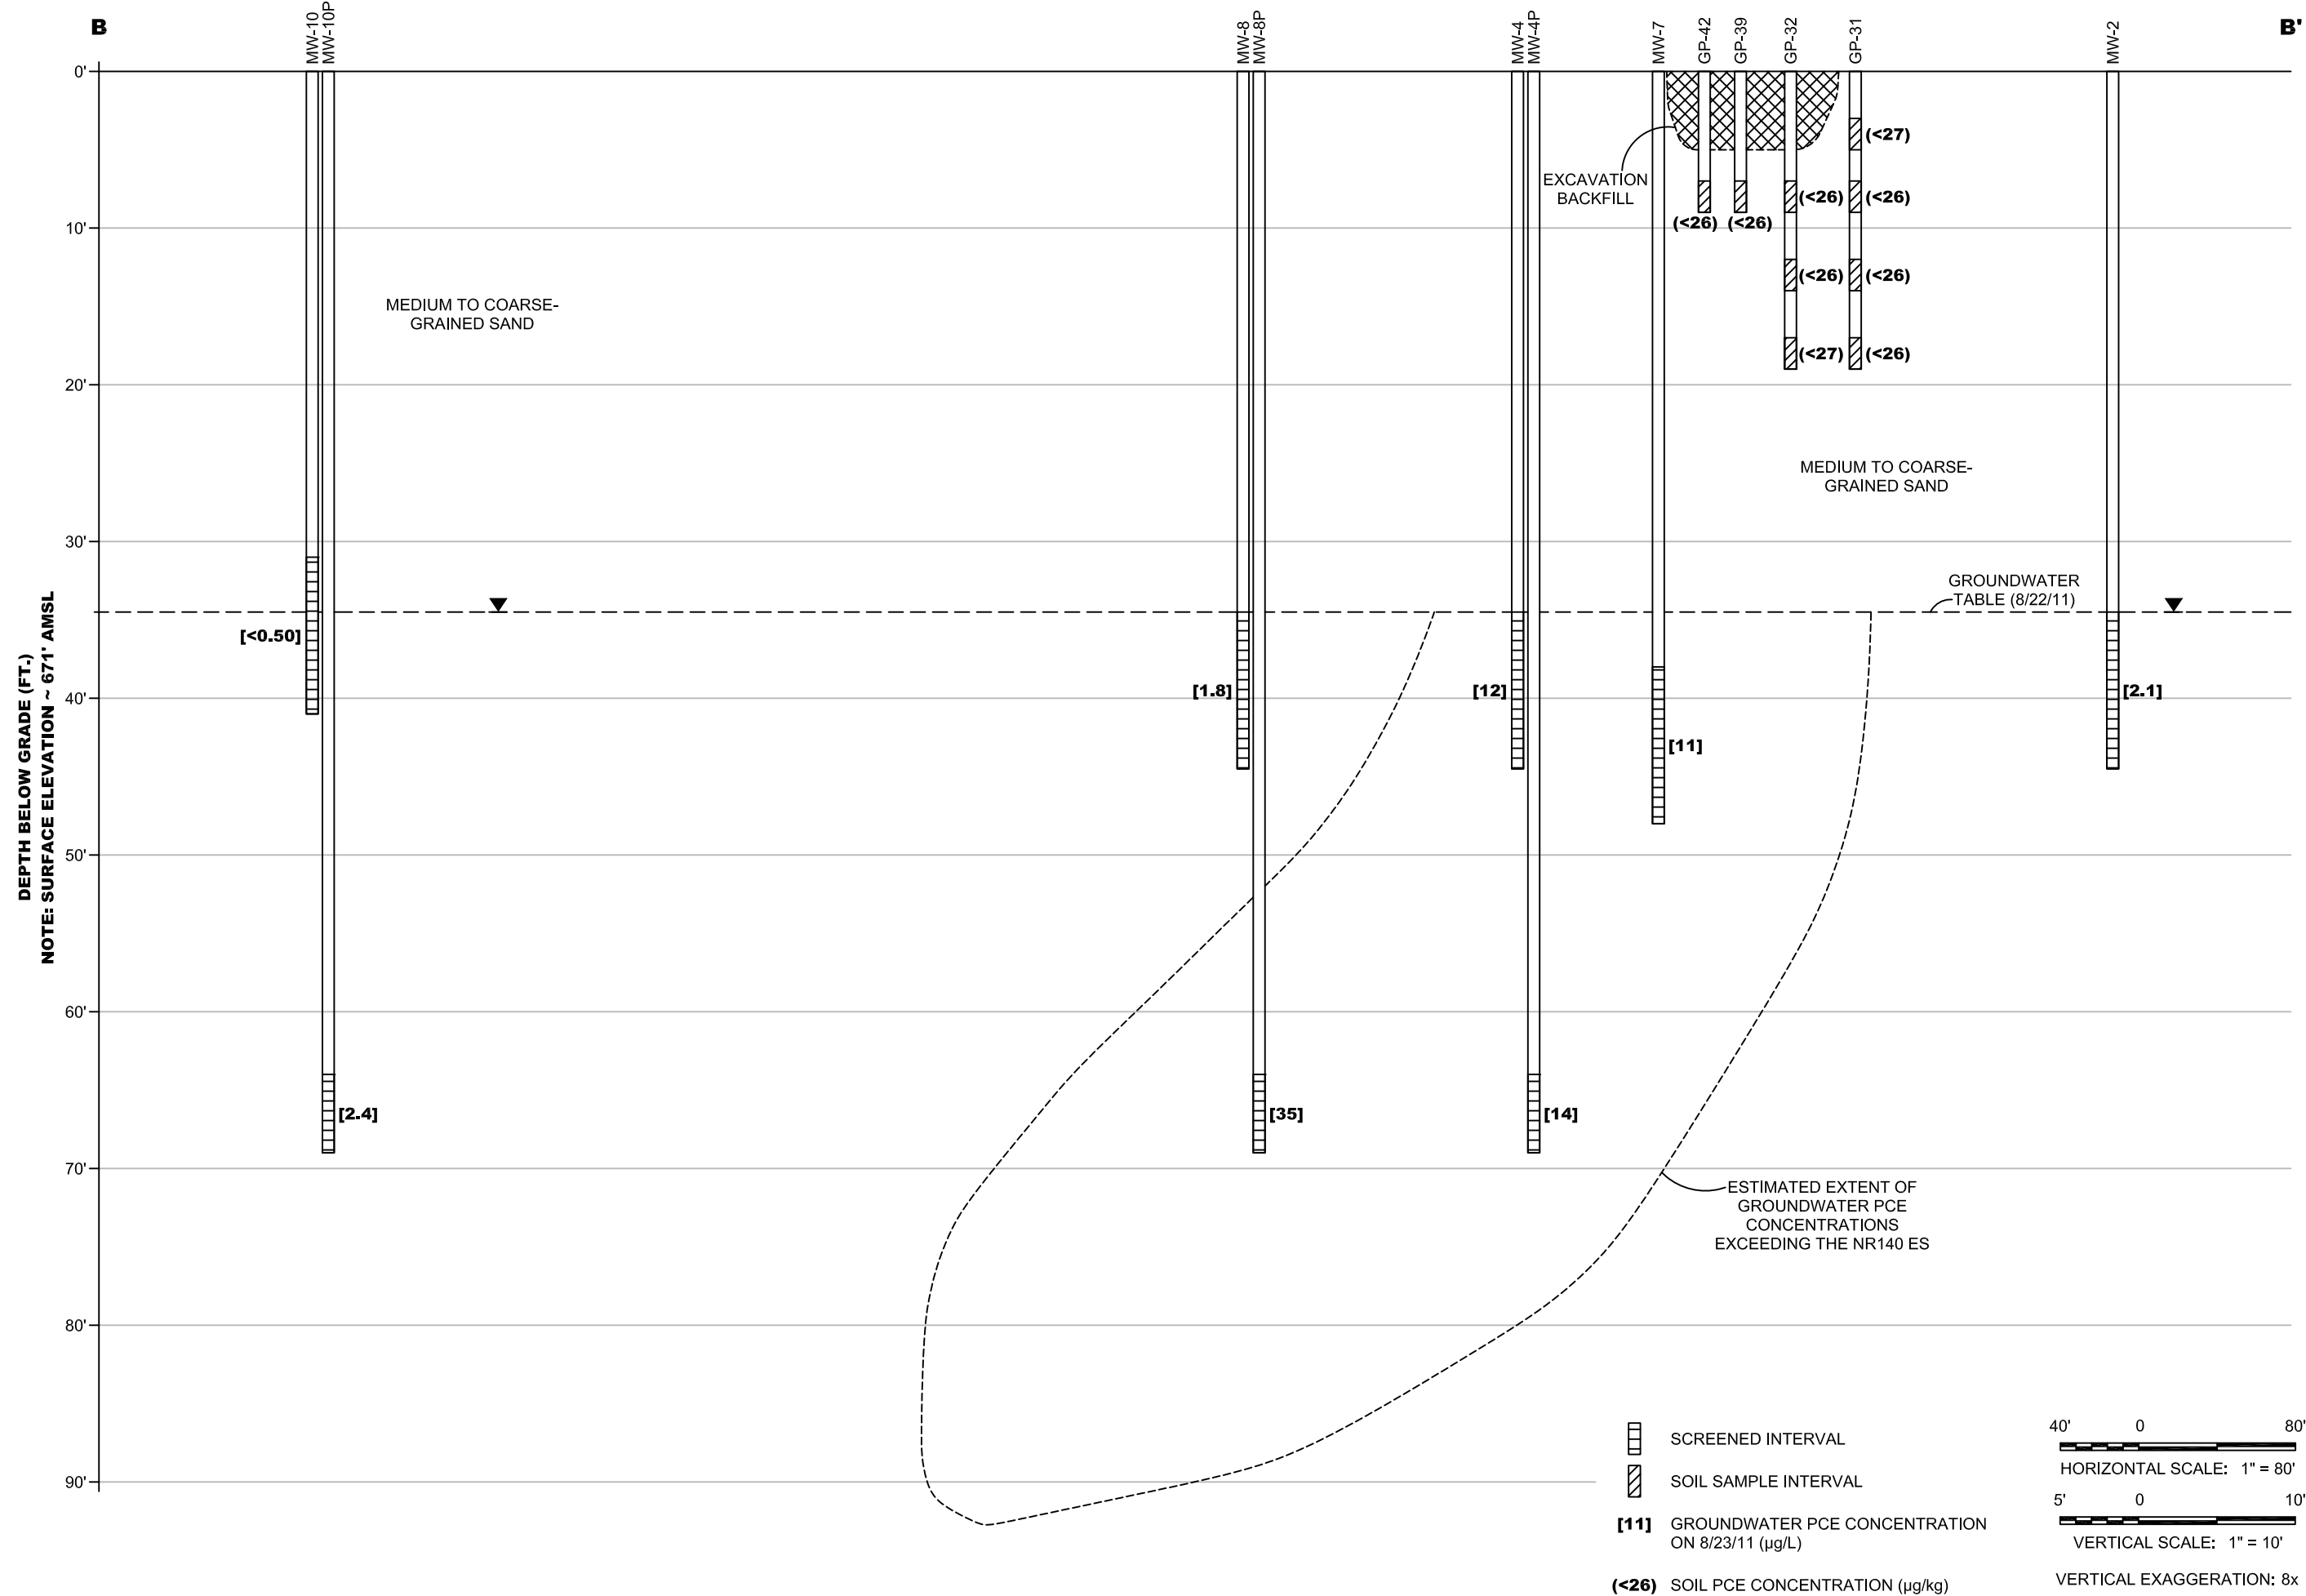 B
B'
MW-10
MW-10P
MW-8
MW-8P
MW-4
MW-4P
MW-7
GP-42
GP-39
GP-32
GP-31
MW-2
0'
10'
20'
30'
40'
50'
60'
70'
80'
90'
DEPTH BELOW GRADE (FT.)
NOTE: SURFACE ELEVATION ~ 671' AMSL
EXCAVATION
BACKFILL
(<27)
(<26)
(<26)
(<26)
(<26)
(<26)
(<26)
(<27)
(<26)
MEDIUM TO COARSE-
GRAINED SAND
MEDIUM TO COARSE-
GRAINED SAND
GROUNDWATER
TABLE (8/22/11)
[<0.50]
[1.8]
[12]
[2.1]
[11]
[2.4]
[35]
[14]
ESTIMATED EXTENT OF
GROUNDWATER PCE
CONCENTRATIONS
EXCEEDING THE NR140 ES
SCREENED INTERVAL
SOIL SAMPLE INTERVAL
[11] GROUNDWATER PCE CONCENTRATION
ON 8/23/11 (µg/L)
(<26) SOIL PCE CONCENTRATION (µg/kg)
40' 0 80'
HORIZONTAL SCALE: 1" = 80'
5' 0 10'
VERTICAL SCALE: 1" = 10'
VERTICAL EXAGGERATION: 8x